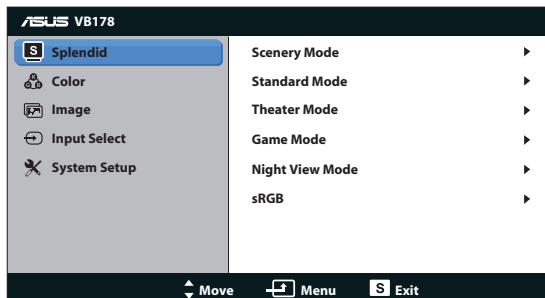 ASUS VB178
S Splendid
Color
Image
Input Select
System Setup
Scenery Mode
Standard Mode
Theater Mode
Game Mode
Night View Mode
sRGB
Move Menu S Exit